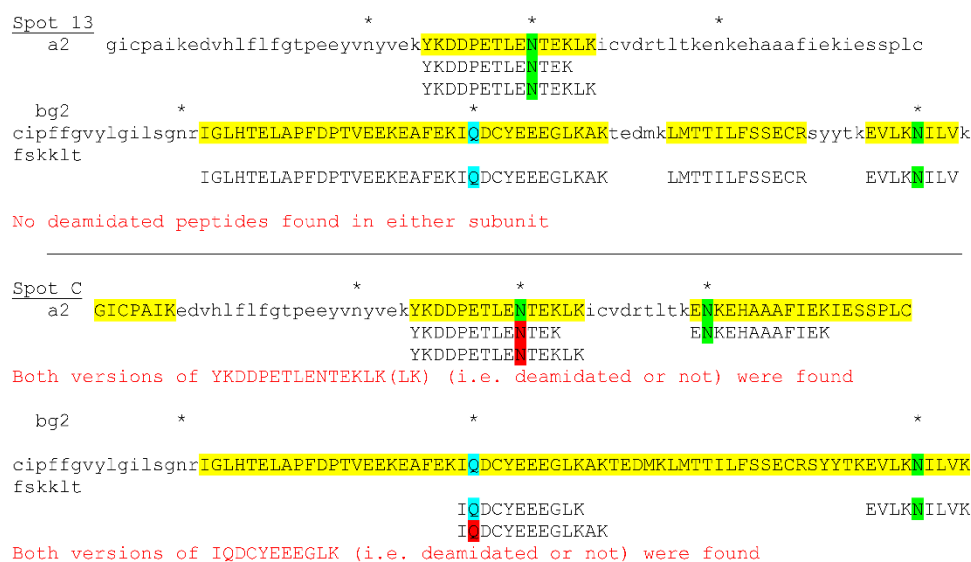 Spot 13
* * *
a2 gicpaikedvhlflfgtpeeyvnyvekYKDDPETLENTEKLKicvdrtltkenkehaaafiekiessplc
YKDDPETLENTEK
YKDDPETLENTEKLK
bg2 * * *
cipffgvylgilsgnrIGLHTELAPFDPTVEEKEAFEKIQDCYEEEGLKAKtedmkLMTTILFSSECRsyytkEVLKNILVk
fskklt
IGLHTELAPFDPTVEEKEAFEKIQDCYEEEGLKAK LMTTILFSSECR EVLKNILV
No deamidated peptides found in either subunit
Spot C
* * *
a2 GICPAIKedvhlflfgtpeeyvnyvekYKDDPETLENTEKLKicvdrtltkENKEHAAAFIEKIESSPLC
YKDDPETLENTEK ENKEHAAAFIEK
YKDDPETLENTEKLK
Both versions of YKDDPETLENTEKLK(LK) (i.e. deamidated or not) were found
bg2 * * *
cipffgvylgilsgnrIGLHTELAPFDPTVEEKEAFEKIQDCYEEEGLKAKTEDMKLMTTILFSSECRSYYTKEVLKNILVK
fskklt
IQDCYEEEGLK EVLKNILVK
IQDCYEEEGLKAK
Both versions of IQDCYEEEGLK (i.e. deamidated or not) were found